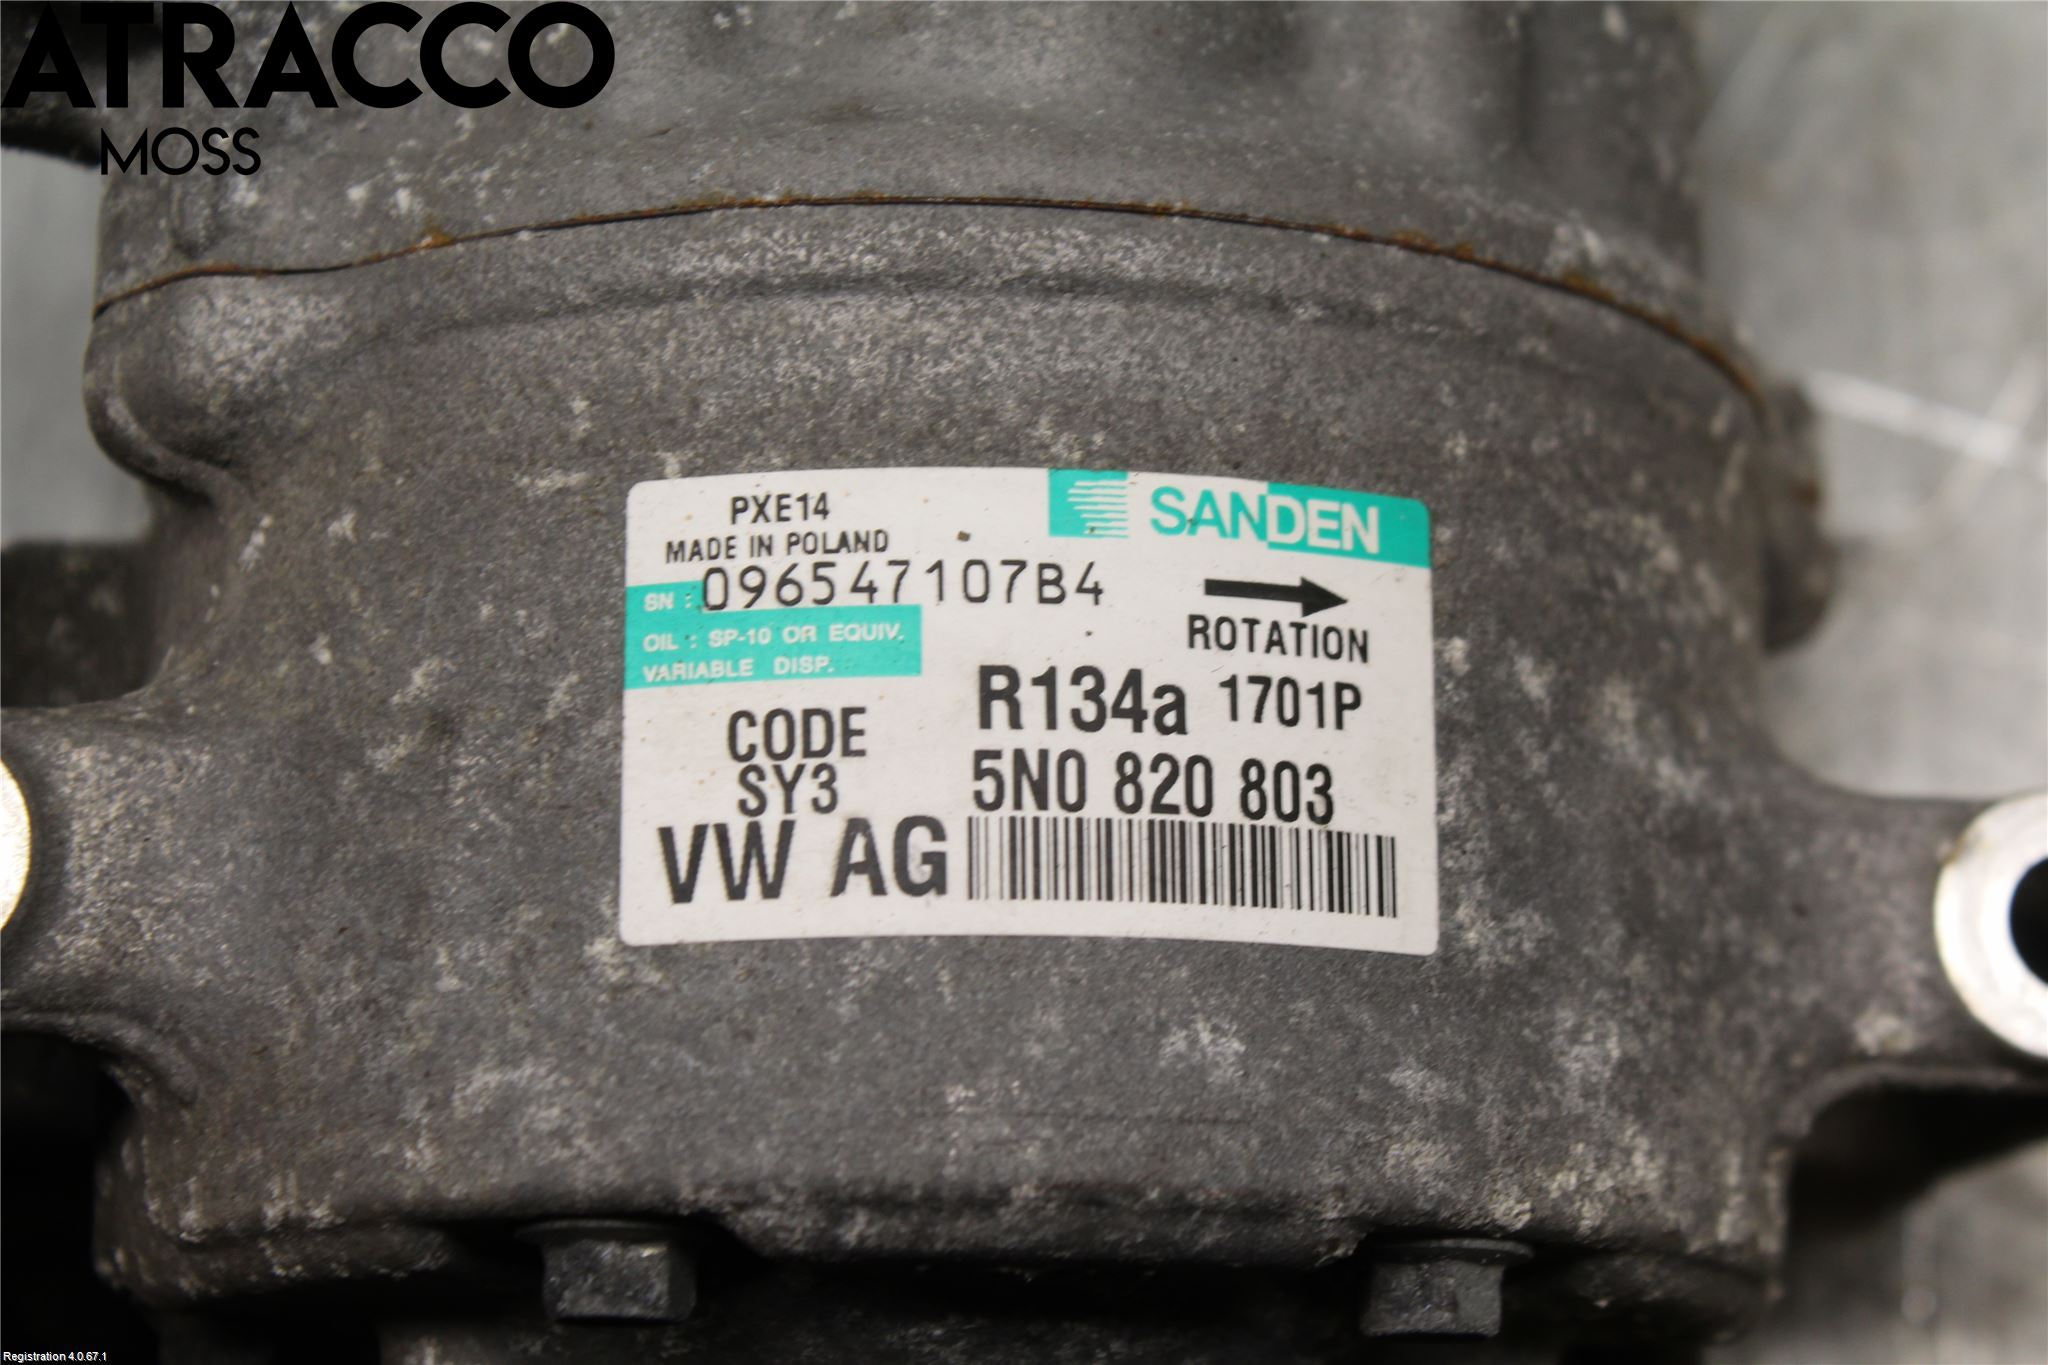 ATRACCO
MOSS
PXE14
SANDEN
MADE IN POLAND
SN : 096547107B4
ROTATION
OIL : SP-10 OR EQUIV.
VARIABLE DISP.
R134a 1701P
CODE
SY3
5N0 820 803
VW AG
Registration 4.0.67.1